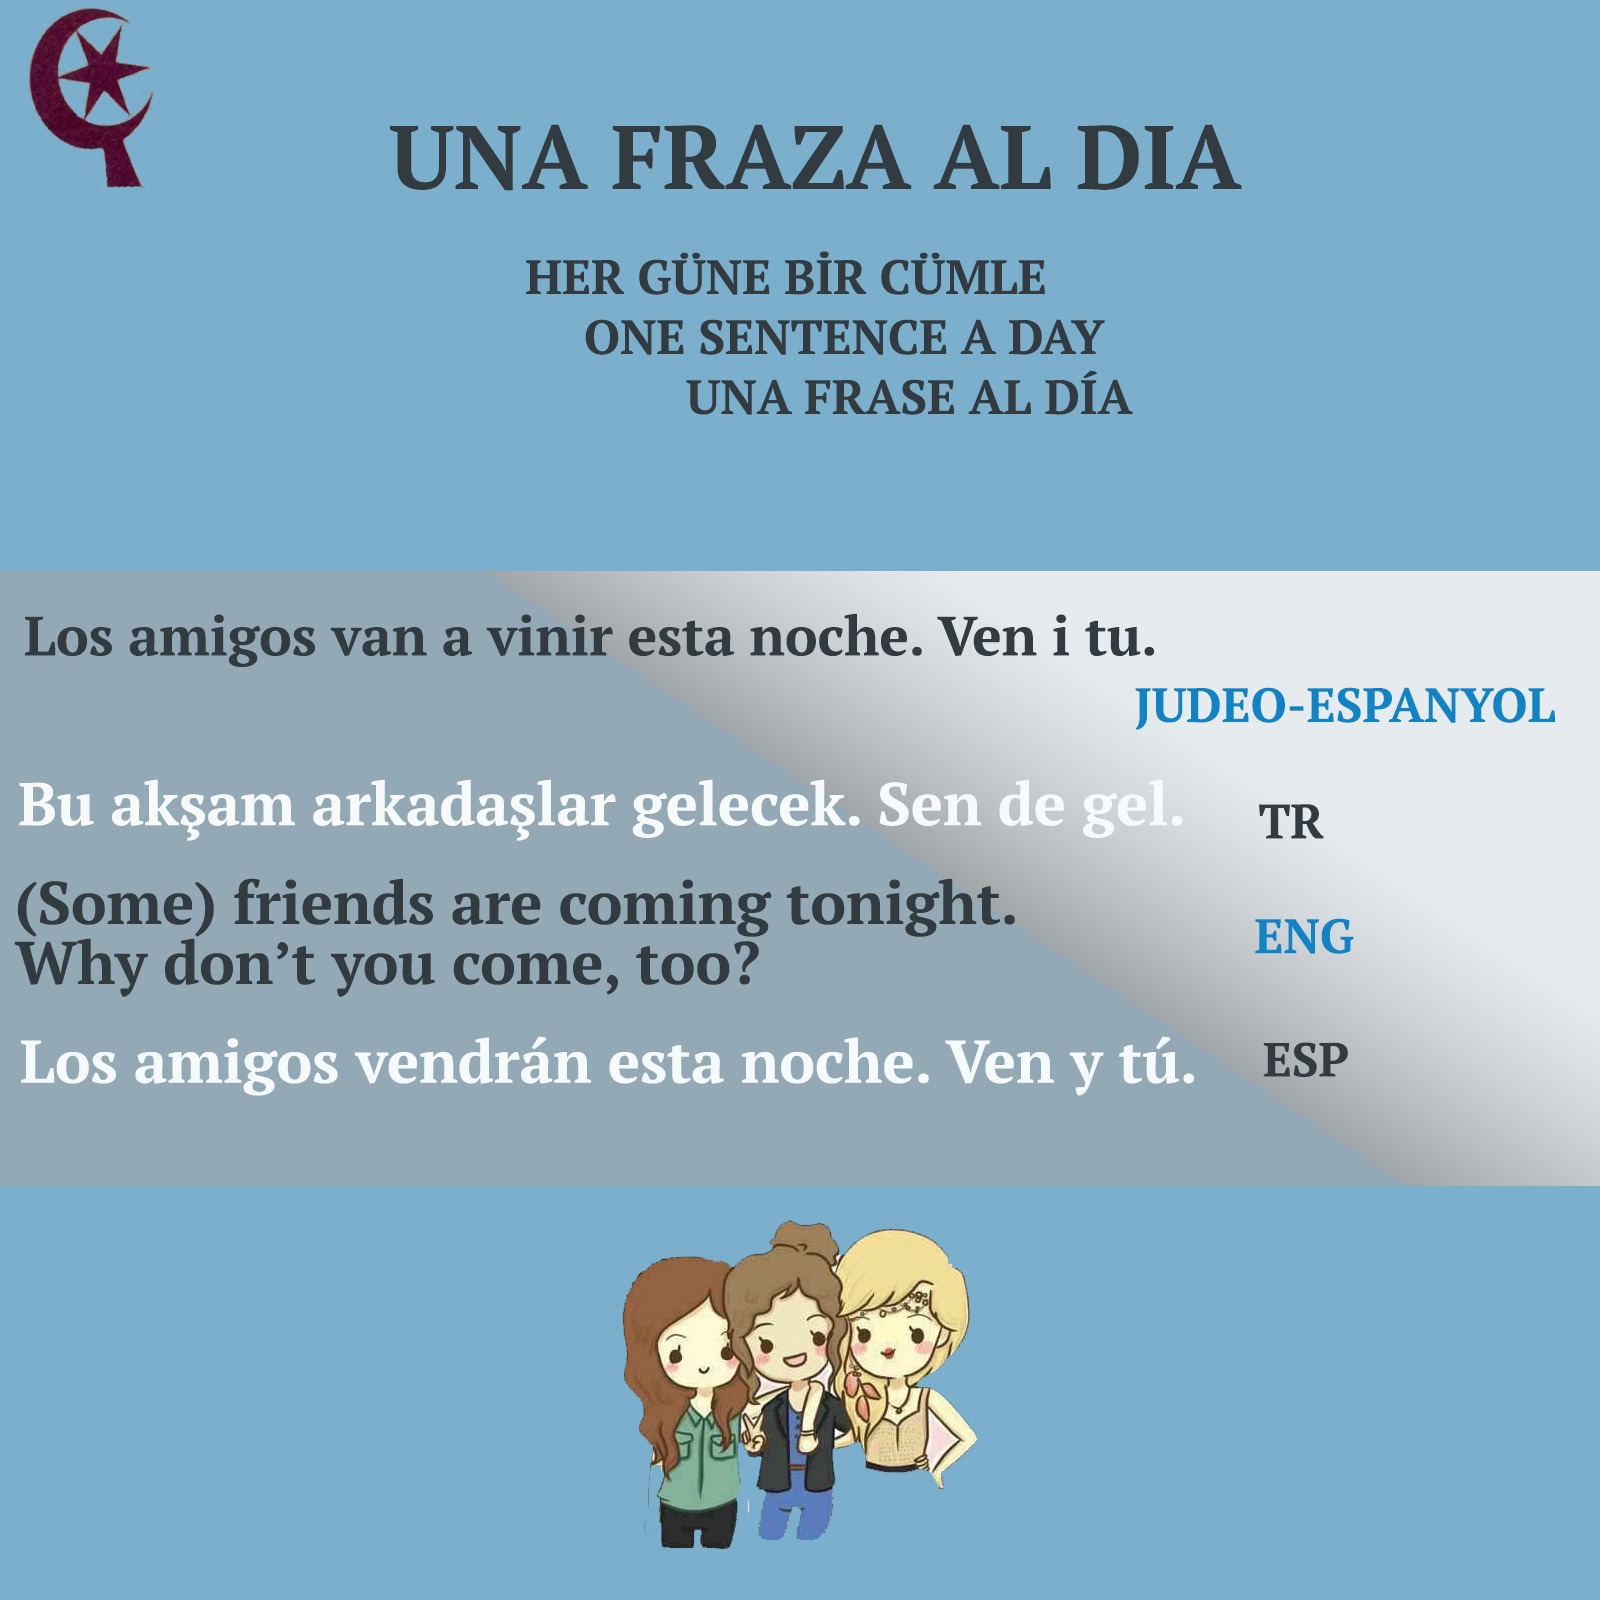 UNA FRAZA AL DIA
HER GÜNE BİR CÜMLE
ONE SENTENCE A DAY
UNA FRASE AL DÍA
Los amigos van a vinir esta noche. Ven i tu.
JUDEO-ESPANYOL
Bu akşam arkadaşlar gelecek. Sen de gel.
TR
(Some) friends are coming tonight.
Why don’t you come, too?
ENG
Los amigos vendrán esta noche. Ven y tú.
ESP